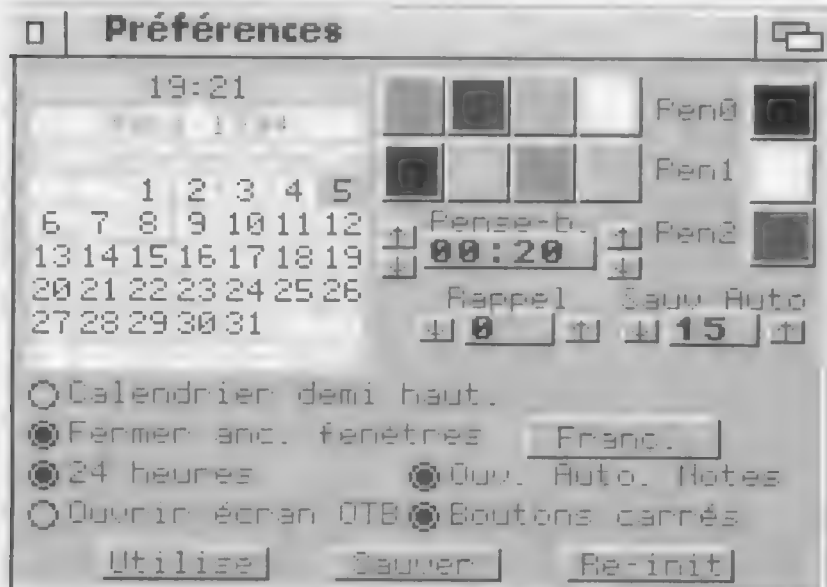 Préférences
19:21
1 2 3 4 5
6 7 8 9 10 11 12
13 14 15 16 17 18 19
20 21 22 23 24 25 26
27 28 29 30 31
Pen0
Pen1
Pen2
Pense-b.
00:20
Rappel
0
Sauv Auto
15
Calendrier demi haut.
Fermer anc. fenêtres
Franc.
24 heures
Ouv. Auto. Notes
Ouvrir écran OTB
Boutons carrés
Utilise
Sauver
Re-init